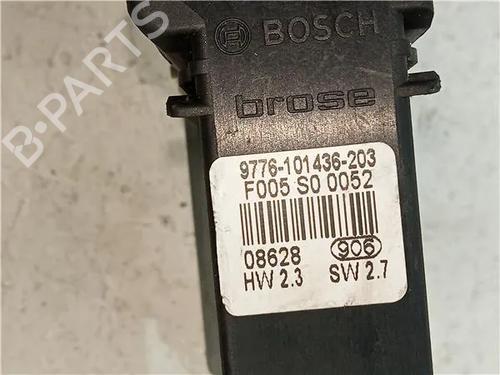 BOSCH
brose
B-PARTS
9776-101436-203
F005 S0 0052
08628 906
HW 2.3 SW 2.7